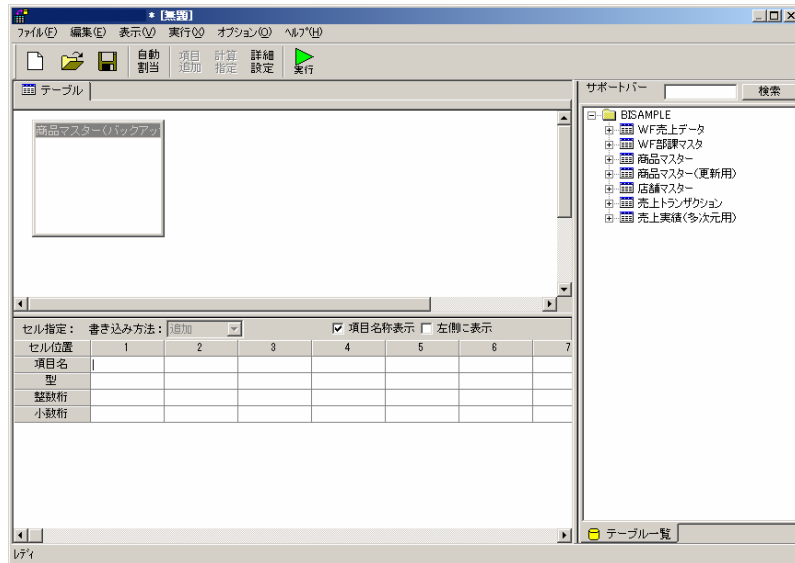 * [無題]
ファイル(F) 編集(E) 表示(V) 実行(X) オプション(O) ヘルプ(H)
自動割当 項目追加 計算指定 詳細設定 実行
テーブル
商品マスター(バックアッ
セル指定： 書き込み方法： 追加 項目名称表示 左側に表示
セル位置 1 2 3 4 5 6 7
項目名
型
整数桁
小数桁
サポートバー 検索
BISAMPLE
WF売上データ
WF部課マスタ
商品マスター
商品マスター(更新用)
店舗マスター
売上トランザクション
売上実績(多次元用)
テーブル一覧
レディ